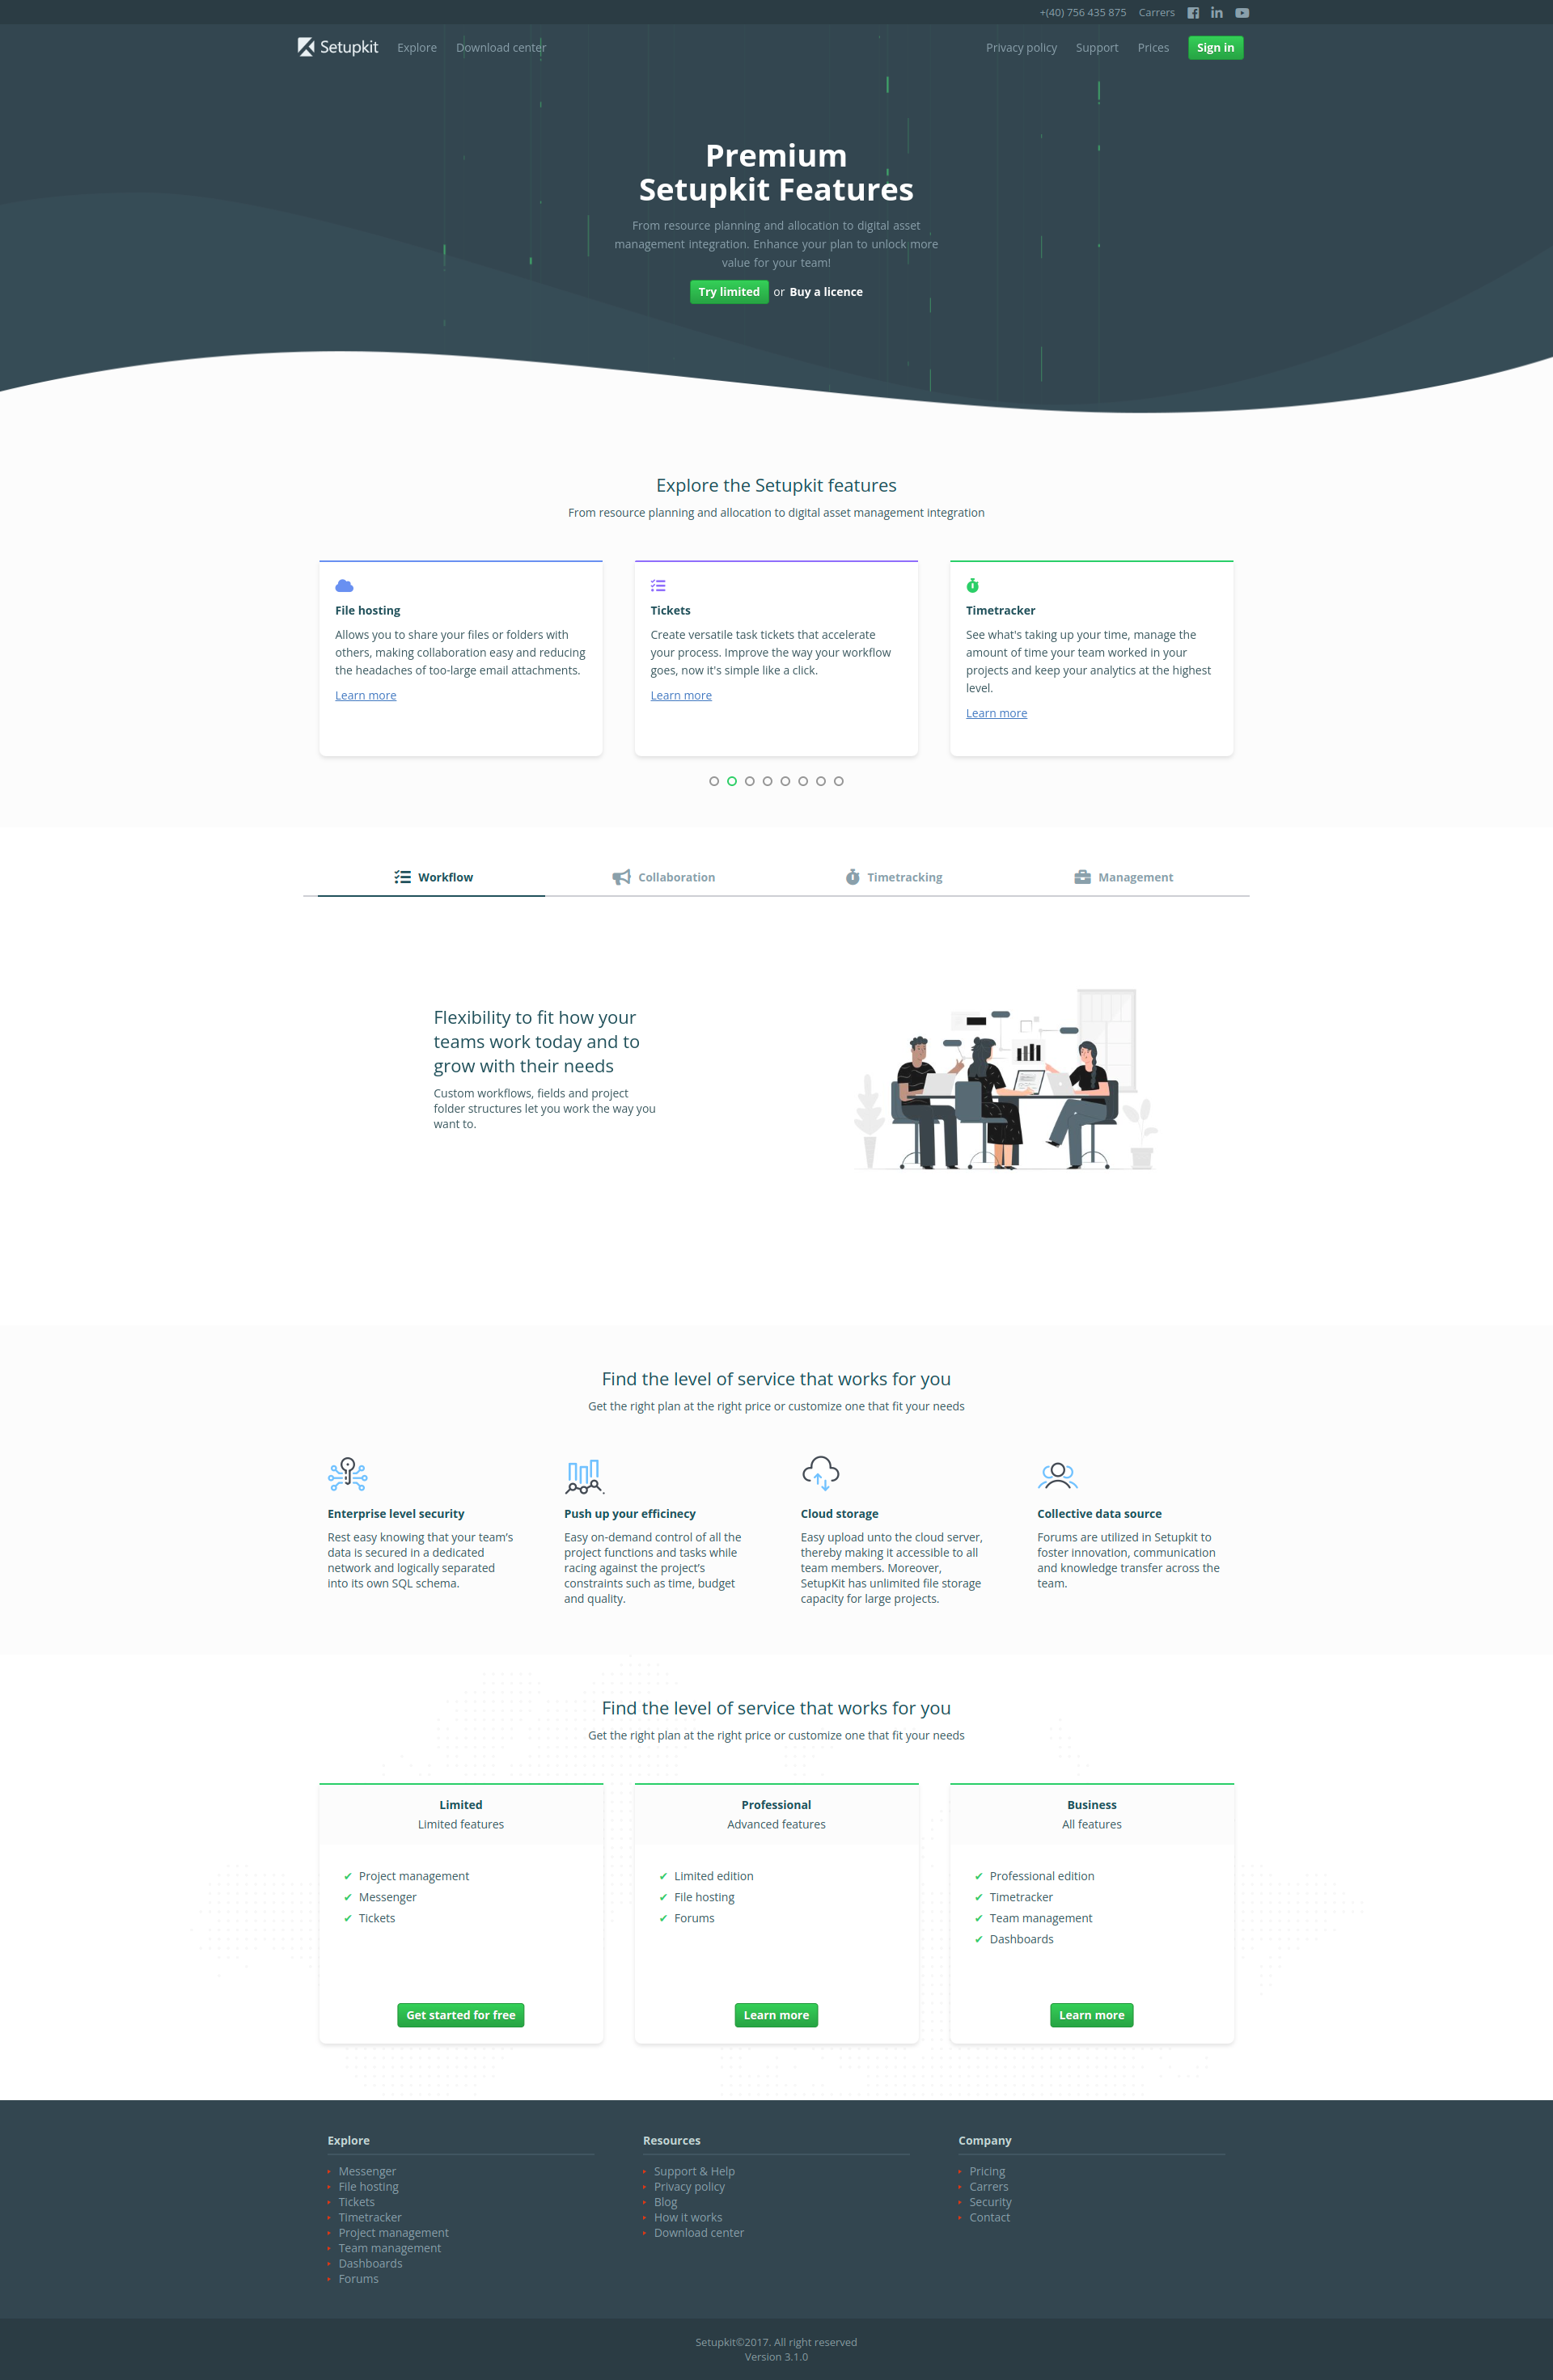 +(40) 756 435 875 Carrers
Setupkit Explore Download center Privacy policy Support Prices Sign in
Premium
Setupkit Features
From resource planning and allocation to digital asset
management integration. Enhance your plan to unlock more
value for your team!
Try limited or Buy a licence
Explore the Setupkit features
From resource planning and allocation to digital asset management integration
File hosting
Allows you to share your files or folders with
others, making collaboration easy and reducing
the headaches of too-large email attachments.
Learn more
Tickets
Create versatile task tickets that accelerate
your process. Improve the way your workflow
goes, now it's simple like a click.
Learn more
Timetracker
See what's taking up your time, manage the
amount of time your team worked in your
projects and keep your analytics at the highest
level.
Learn more
Workflow Collaboration Timetracking Management
Flexibility to fit how your
teams work today and to
grow with their needs
Custom workflows, fields and project
folder structures let you work the way you
want to.
Find the level of service that works for you
Get the right plan at the right price or customize one that fit your needs
Enterprise level security
Rest easy knowing that your team's
data is secured in a dedicated
network and logically separated
into its own SQL schema.
Push up your efficinecy
Easy on-demand control of all the
project functions and tasks while
racing against the project's
constraints such as time, budget
and quality.
Cloud storage
Easy upload unto the cloud server,
thereby making it accessible to all
team members. Moreover,
SetupKit has unlimited file storage
capacity for large projects.
Collective data source
Forums are utilized in Setupkit to
foster innovation, communication
and knowledge transfer across the
team.
Find the level of service that works for you
Get the right plan at the right price or customize one that fit your needs
Limited
Limited features
✔ Project management
✔ Messenger
✔ Tickets
Get started for free
Professional
Advanced features
✔ Limited edition
✔ File hosting
✔ Forums
Learn more
Business
All features
✔ Professional edition
✔ Timetracker
✔ Team management
✔ Dashboards
Learn more
Explore
Messenger
File hosting
Tickets
Timetracker
Project management
Team management
Dashboards
Forums
Resources
Support & Help
Privacy policy
Blog
How it works
Download center
Company
Pricing
Carrers
Security
Contact
Setupkit©2017. All right reserved
Version 3.1.0